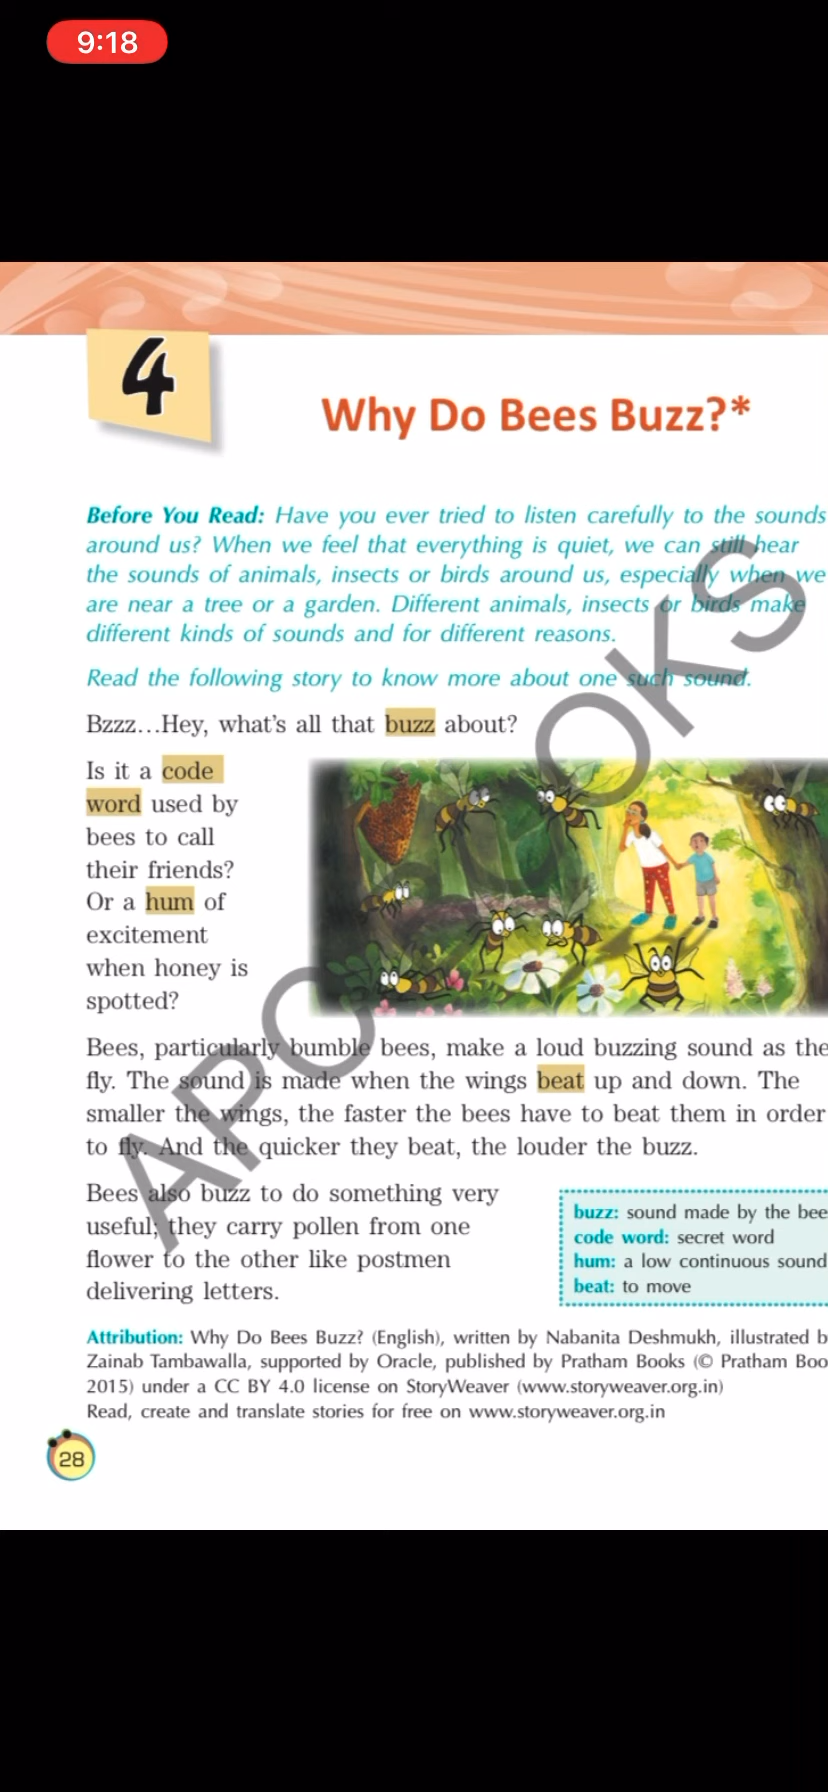 9:18
4
Why Do Bees Buzz?*
Before You Read: Have you ever tried to listen carefully to the sounds
around us? When we feel that everything is quiet, we can still hear
the sounds of animals, insects or birds around us, especially when we
are near a tree or a garden. Different animals, insects or birds make
different kinds of sounds and for different reasons.
Read the following story to know more about one such sound.
Bzzz...Hey, what's all that buzz about?
Is it a code
word used by
bees to call
their friends?
Or a hum of
excitement
when honey is
spotted?
Bees, particularly bumble bees, make a loud buzzing sound as the
fly. The sound is made when the wings beat up and down. The
smaller the wings, the faster the bees have to beat them in order
to fly. And the quicker they beat, the louder the buzz.
Bees also buzz to do something very
useful; they carry pollen from one
flower to the other like postmen
delivering letters.
buzz: sound made by the bee
code word: secret word
hum: a low continuous sound
beat: to move
Attribution: Why Do Bees Buzz? (English), written by Nabanita Deshmukh, illustrated b
Zainab Tambawalla, supported by Oracle, published by Pratham Books (© Pratham Boo
2015) under a CC BY 4.0 license on StoryWeaver (www.storyweaver.org.in)
Read, create and translate stories for free on www.storyweaver.org.in
28
APC BOOKS